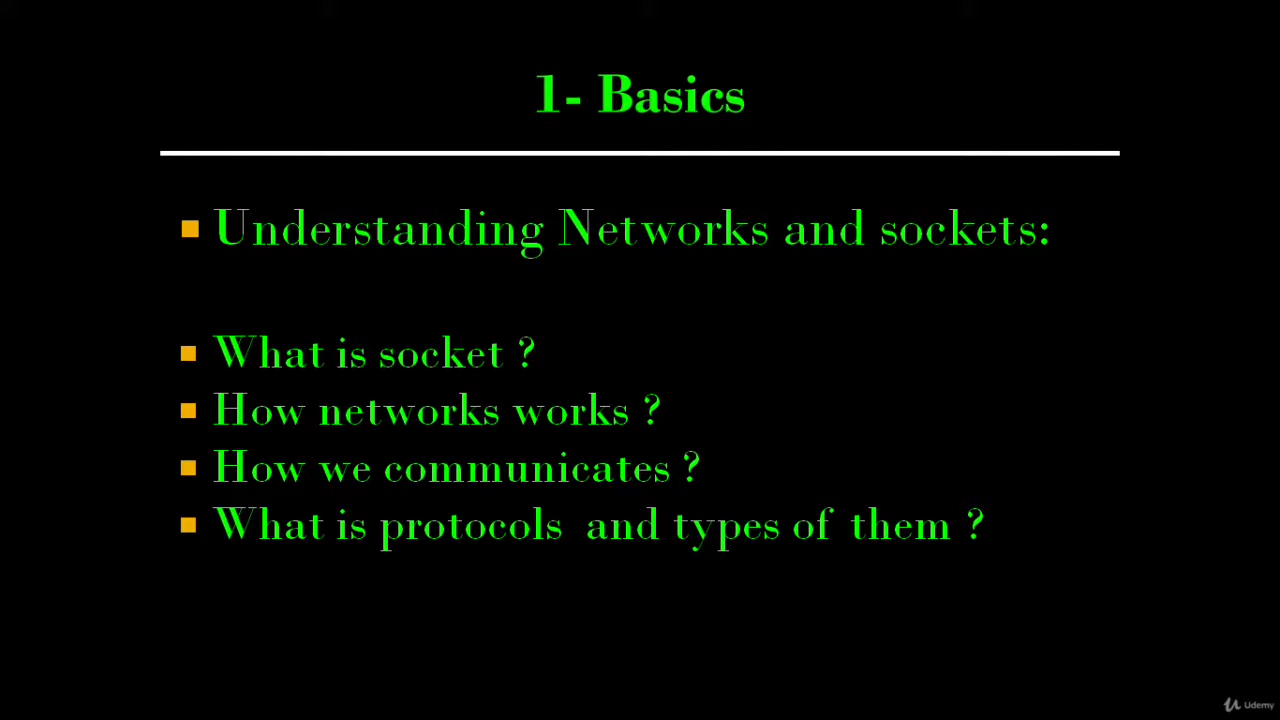 1- Basics
Understanding Networks and sockets:
What is socket ?
How networks works ?
How we communicates ?
What is protocols and types of them ?
Udemy